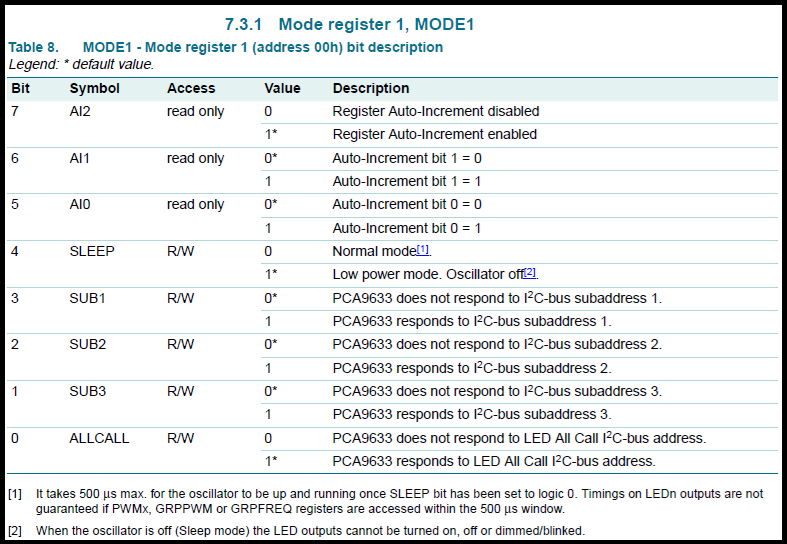 7.3.1 Mode register 1, MODE1
Table 8. MODE1 - Mode register 1 (address 00h) bit description
Legend: * default value.
Bit Symbol Access Value Description
7 AI2 read only 0 Register Auto-Increment disabled
1* Register Auto-Increment enabled
6 AI1 read only 0* Auto-Increment bit 1 = 0
1 Auto-Increment bit 1 = 1
5 AI0 read only 0* Auto-Increment bit 0 = 0
1 Auto-Increment bit 0 = 1
4 SLEEP R/W 0 Normal mode[1].
1* Low power mode. Oscillator off[2].
3 SUB1 R/W 0* PCA9633 does not respond to I2C-bus subaddress 1.
1 PCA9633 responds to I2C-bus subaddress 1.
2 SUB2 R/W 0* PCA9633 does not respond to I2C-bus subaddress 2.
1 PCA9633 responds to I2C-bus subaddress 2.
1 SUB3 R/W 0* PCA9633 does not respond to I2C-bus subaddress 3.
1 PCA9633 responds to I2C-bus subaddress 3.
0 ALLCALL R/W 0 PCA9633 does not respond to LED All Call I2C-bus address.
1* PCA9633 responds to LED All Call I2C-bus address.
[1] It takes 500 μs max. for the oscillator to be up and running once SLEEP bit has been set to logic 0. Timings on LEDn outputs are not
guaranteed if PWMx, GRPPWM or GRPFREQ registers are accessed within the 500 μs window.
[2] When the oscillator is off (Sleep mode) the LED outputs cannot be turned on, off or dimmed/blinked.